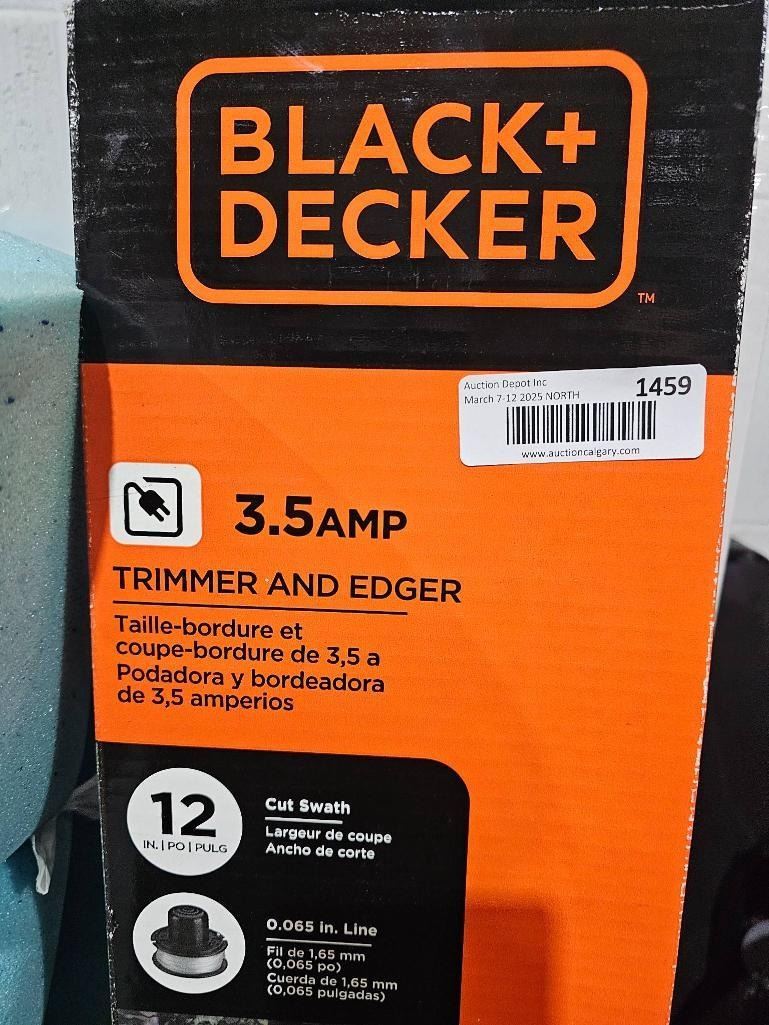 BLACK+
DECKER
TM
Auction Depot Inc
1459
March 7-12 2025 NORTH
www.auctioncalgary.com
3.5AMP
TRIMMER AND EDGER
Taille-bordure et
coupe-bordure de 3,5 a
Podadora y bordeadora
de 3,5 amperios
12
IN. | PO | PULG
Cut Swath
Largeur de coupe
Ancho de corte
0.065 in. Line
Fil de 1,65 mm
(0,065 po)
Cuerda de 1,65 mm
(0,065 pulgadas)